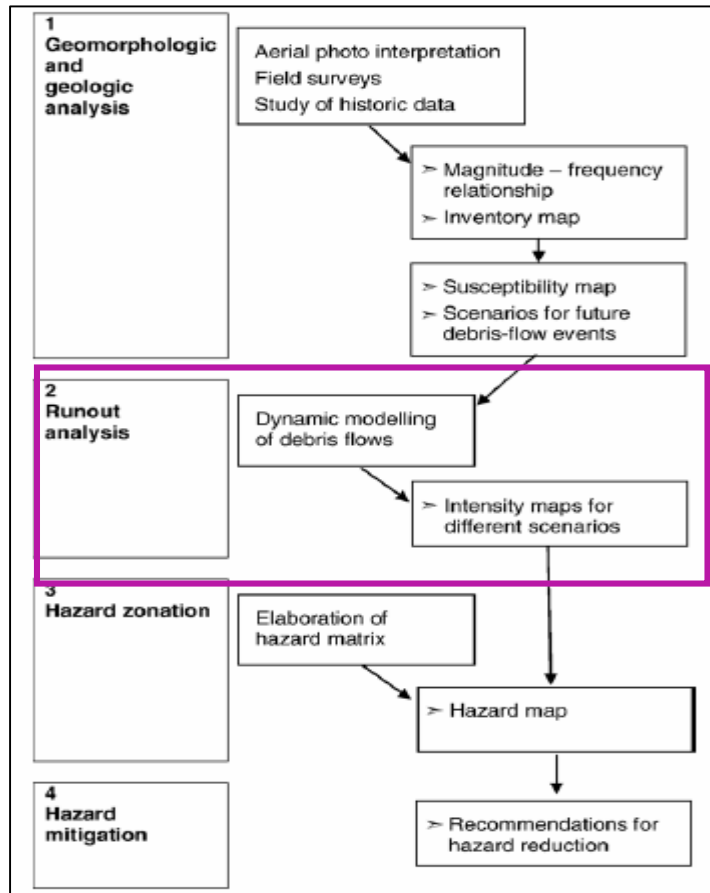 1
Geomorphologic
and
geologic
analysis
Aerial photo interpretation
Field surveys
Study of historic data
➣ Magnitude – frequency
relationship
➣ Inventory map
➣ Susceptibility map
➣ Scenarios for future
debris-flow events
2
Runout
analysis
Dynamic modelling
of debris flows
➣ Intensity maps for
different scenarios
3
Hazard zonation
Elaboration of
hazard matrix
➣ Hazard map
4
Hazard
mitigation
➣ Recommendations for
hazard reduction